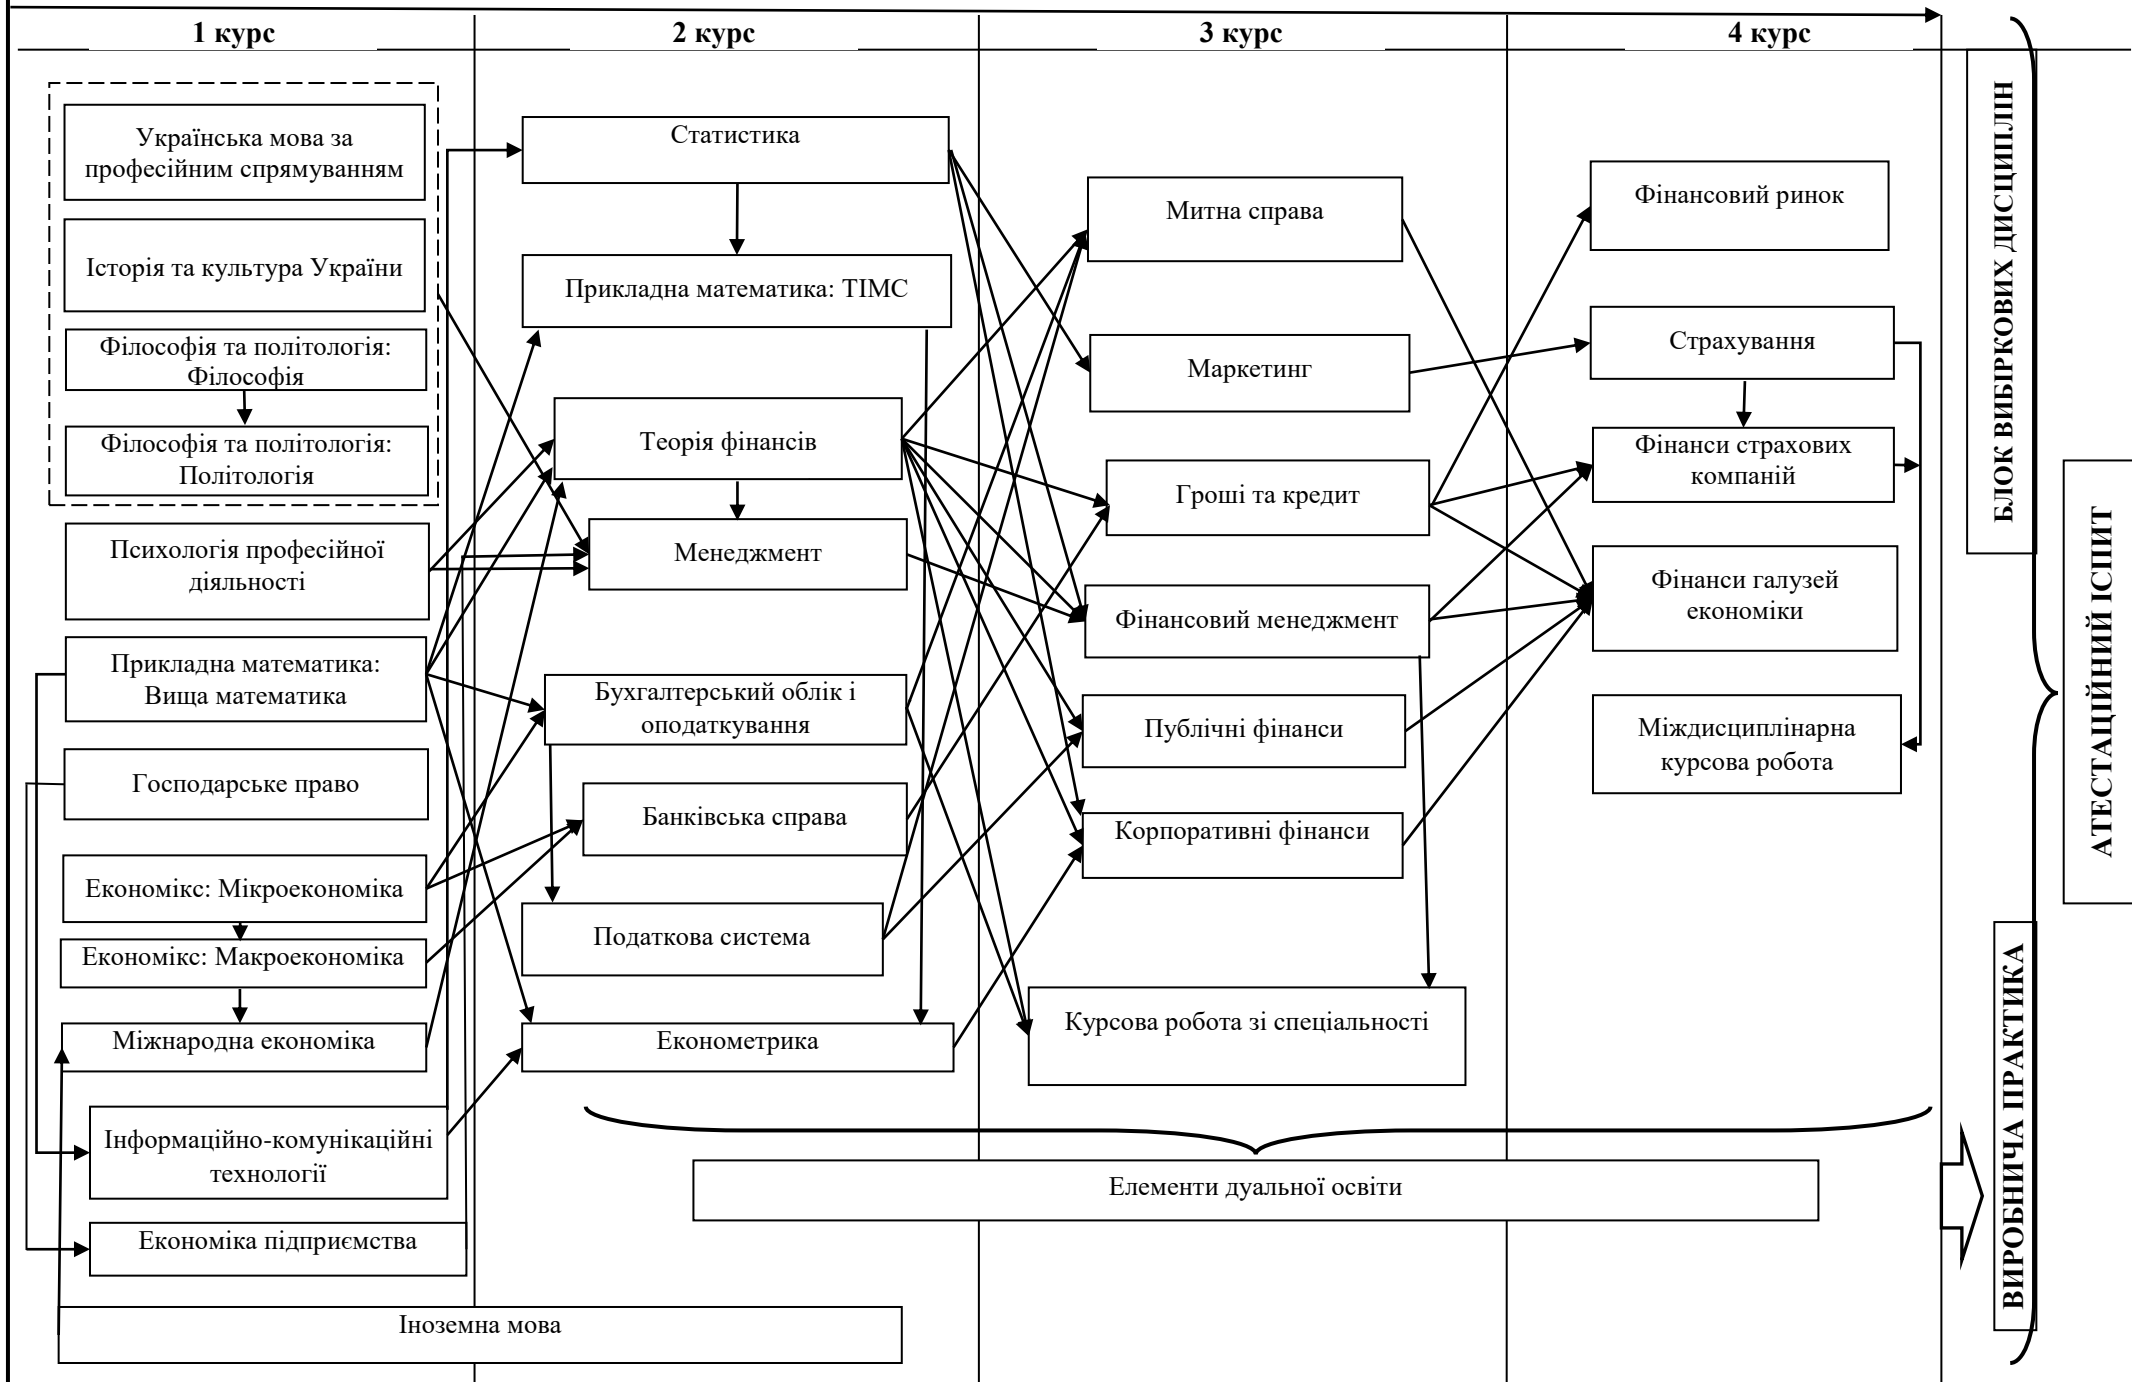 1 курс
2 курс
3 курс
4 курс
Українська мова за
професійним спрямуванням
Історія та культура України
Філософія та політологія:
Філософія
Філософія та політологія:
Політологія
Психологія професійної
діяльності
Прикладна математика:
Вища математика
Господарське право
Економікс: Мікроекономіка
Економікс: Макроекономіка
Міжнародна економіка
Інформаційно-комунікаційні
технології
Економіка підприємства
Іноземна мова
Статистика
Прикладна математика: ТІМС
Теорія фінансів
Менеджмент
Бухгалтерський облік і
оподаткування
Банківська справа
Податкова система
Економетрика
Митна справа
Маркетинг
Гроші та кредит
Фінансовий менеджмент
Публічні фінанси
Корпоративні фінанси
Курсова робота зі спеціальності
Фінансовий ринок
Страхування
Фінанси страхових
компаній
Фінанси галузей
економіки
Міждисциплінарна
курсова робота
Елементи дуальної освіти
БЛОК ВИБІРКОВИХ ДИСЦИПЛІН
ВИРОБНИЧА ПРАКТИКА
АТЕСТАЦІЙНИЙ ІСПИТ